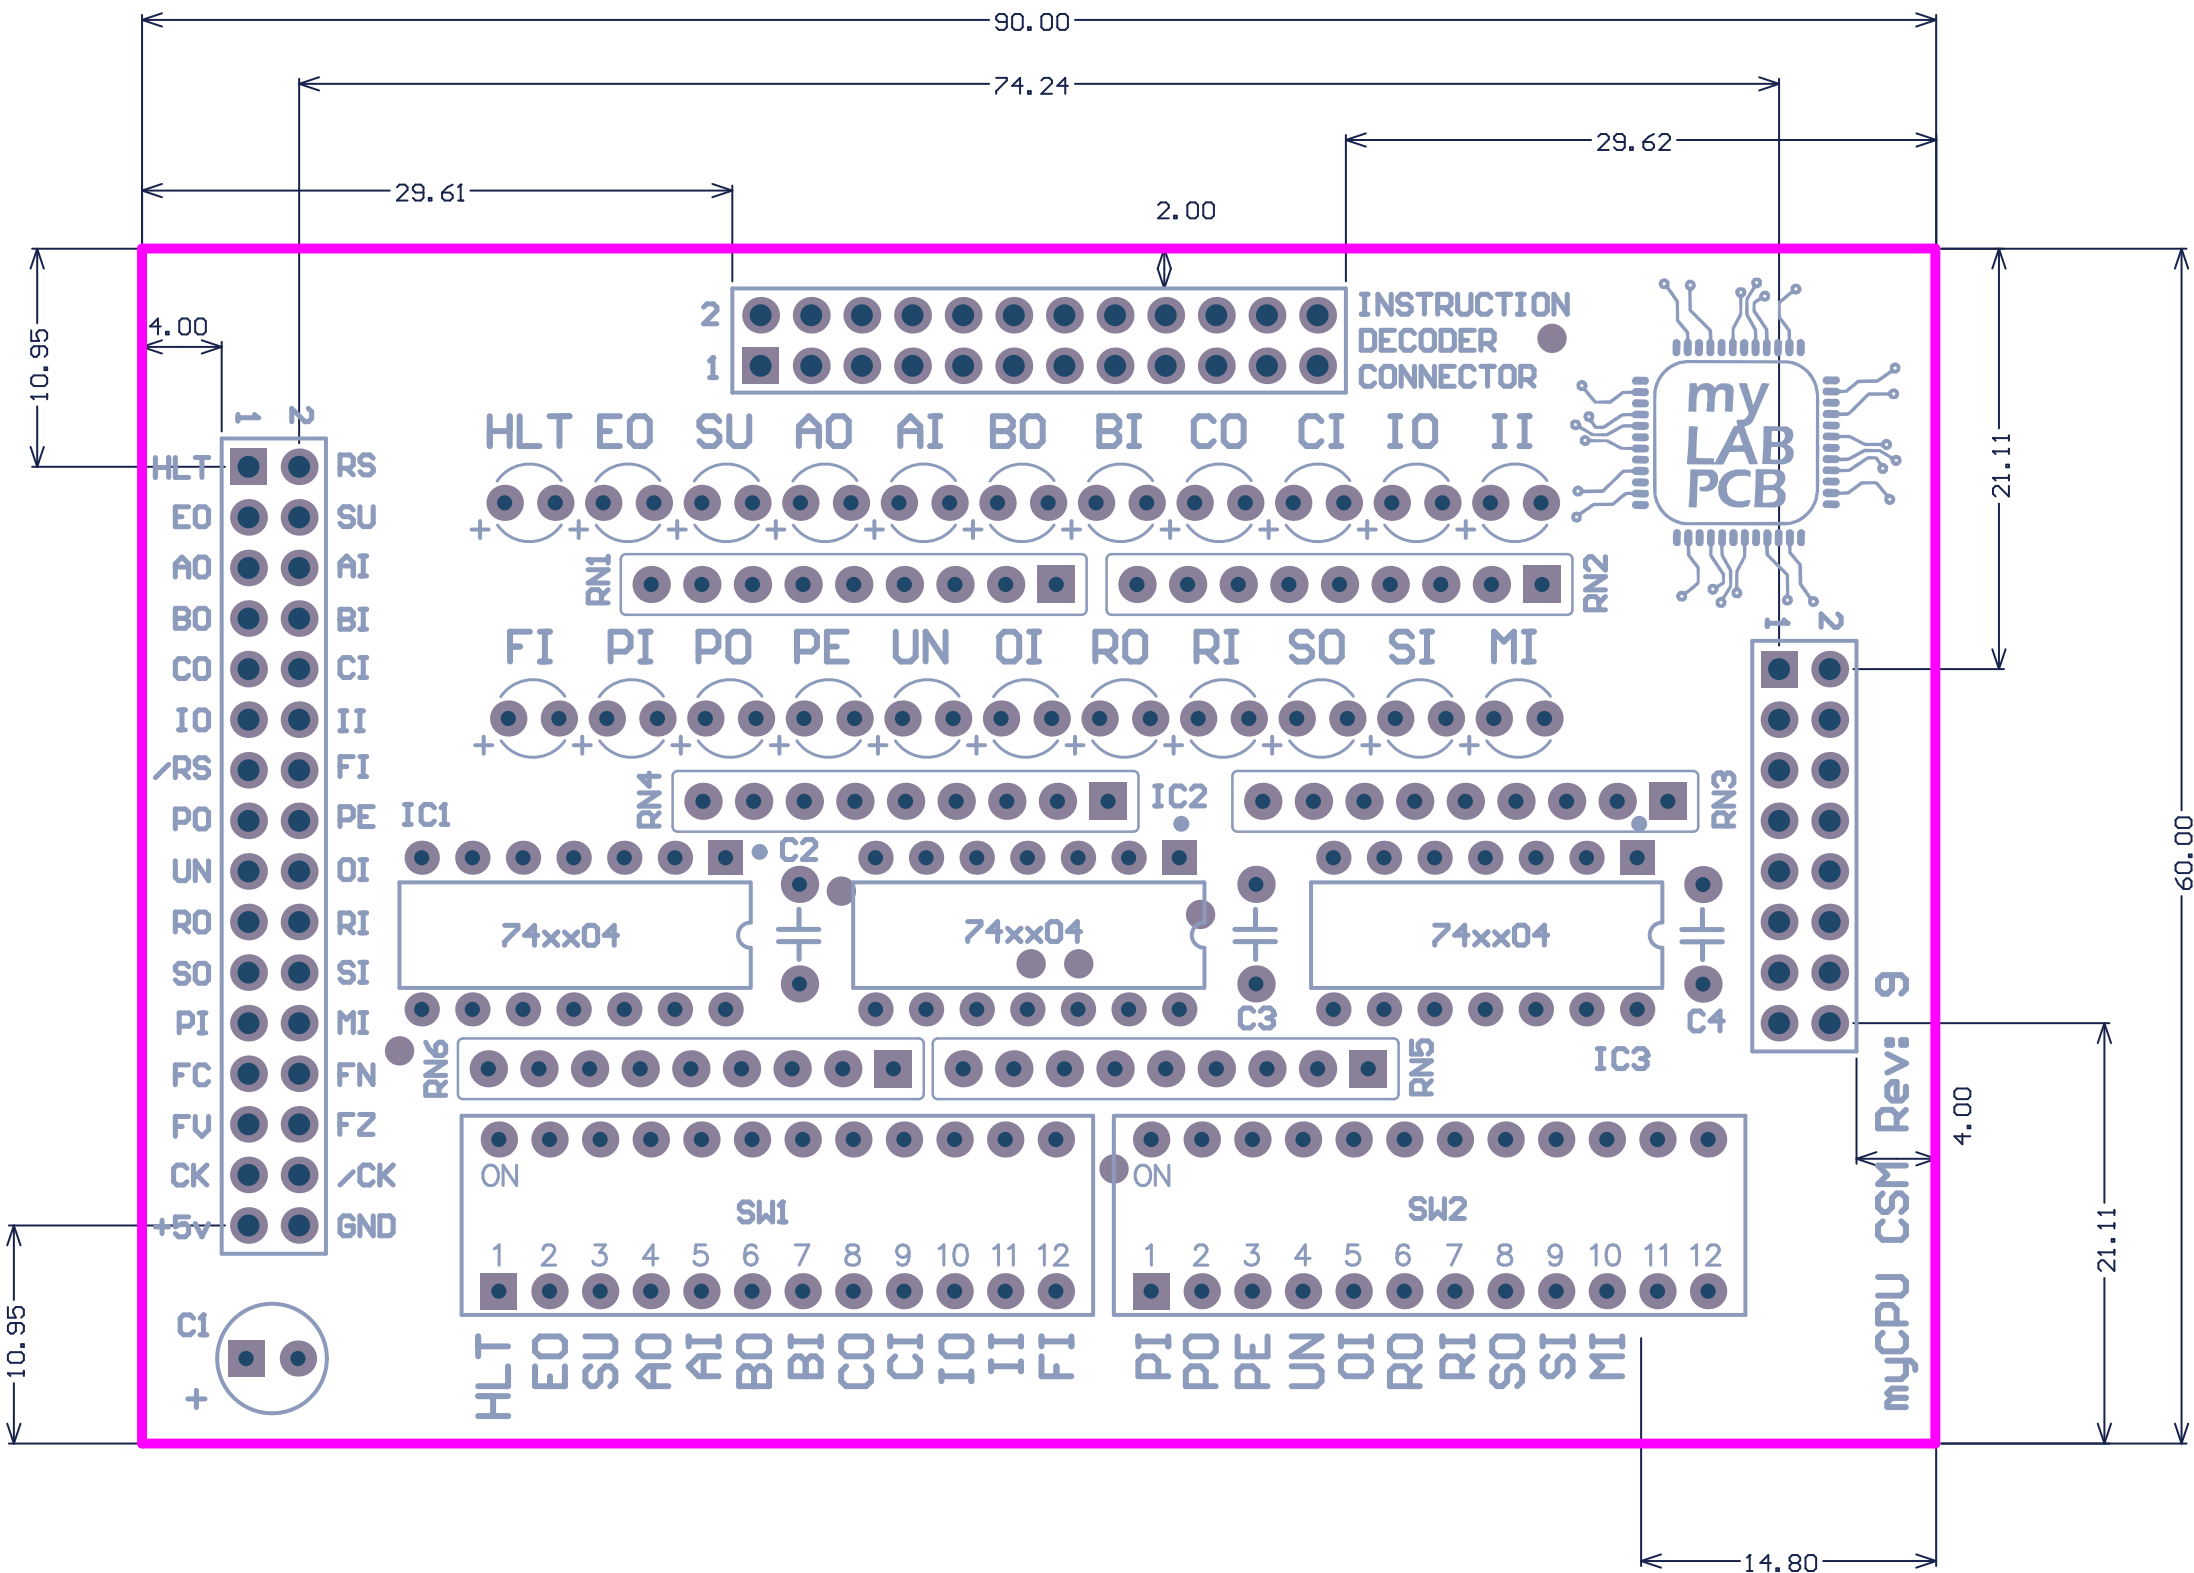 90.00
74.24
29.62
29.61
2.00
10.95
4.00
21.11
60.00
2
1
INSTRUCTION
DECODER
CONNECTOR
my
LAB
PCB
1 2
HLT EO SU AO AI BO BI CO CI IO II
+ + + + + + + + + + +
RN1
RN2
HLT RS
EO SU
AO AI
BO BI
CO CI
IO II
/RS FI
PO PE
UN OI
RO RI
SO SI
PI MI
FC FN
FV FZ
CK /CK
+5v GND
1 2
FI PI PO PE UN OI RO RI SO SI MI
+ + + + + + + + + + +
RN4
RN3
IC1
IC2
C2
74xx04
74xx04
74xx04
C3
C4
IC3
RN6
RN5
ON
SW1
1 2 3 4 5 6 7 8 9 10 11 12
HLT EO SU AO AI BO BI CO CI IO II FI
ON
SW2
1 2 3 4 5 6 7 8 9 10 11 12
PI PO PE UN OI RO RI SO SI MI
C1
+
myCPU CSM Rev: 9
4.00
21.11
10.95
14.80